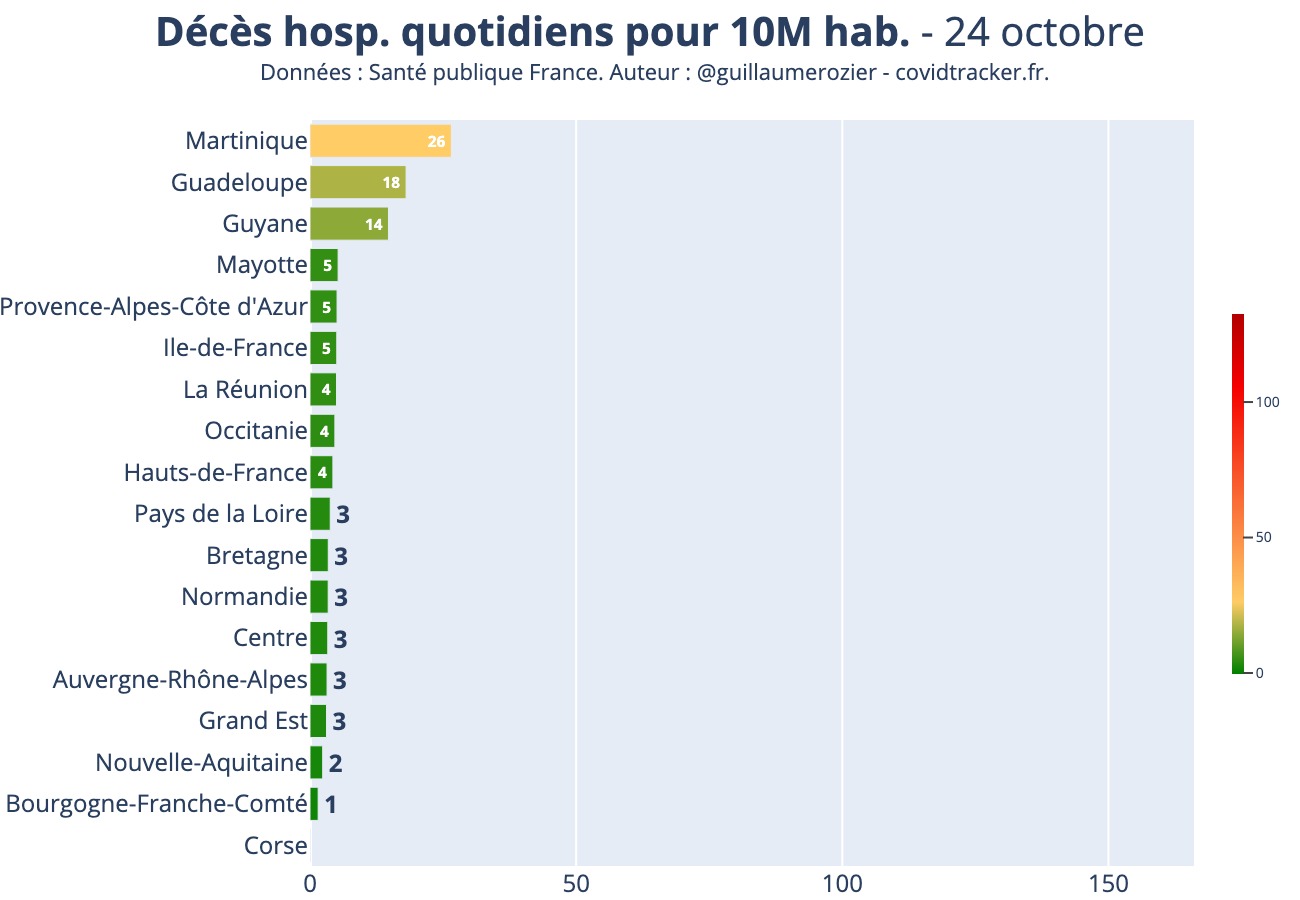 Décès hosp. quotidiens pour 10M hab. - 24 octobre
Données : Santé publique France. Auteur : @guillaumerozier - covidtracker.fr.
Martinique 26
Guadeloupe 18
Guyane 14
Mayotte 5
Provence-Alpes-Côte d'Azur 5
Ile-de-France 5
La Réunion 4
Occitanie 4
Hauts-de-France 4
Pays de la Loire 3
Bretagne 3
Normandie 3
Centre 3
Auvergne-Rhône-Alpes 3
Grand Est 3
Nouvelle-Aquitaine 2
Bourgogne-Franche-Comté 1
Corse
0 50 100 150
100
50
0